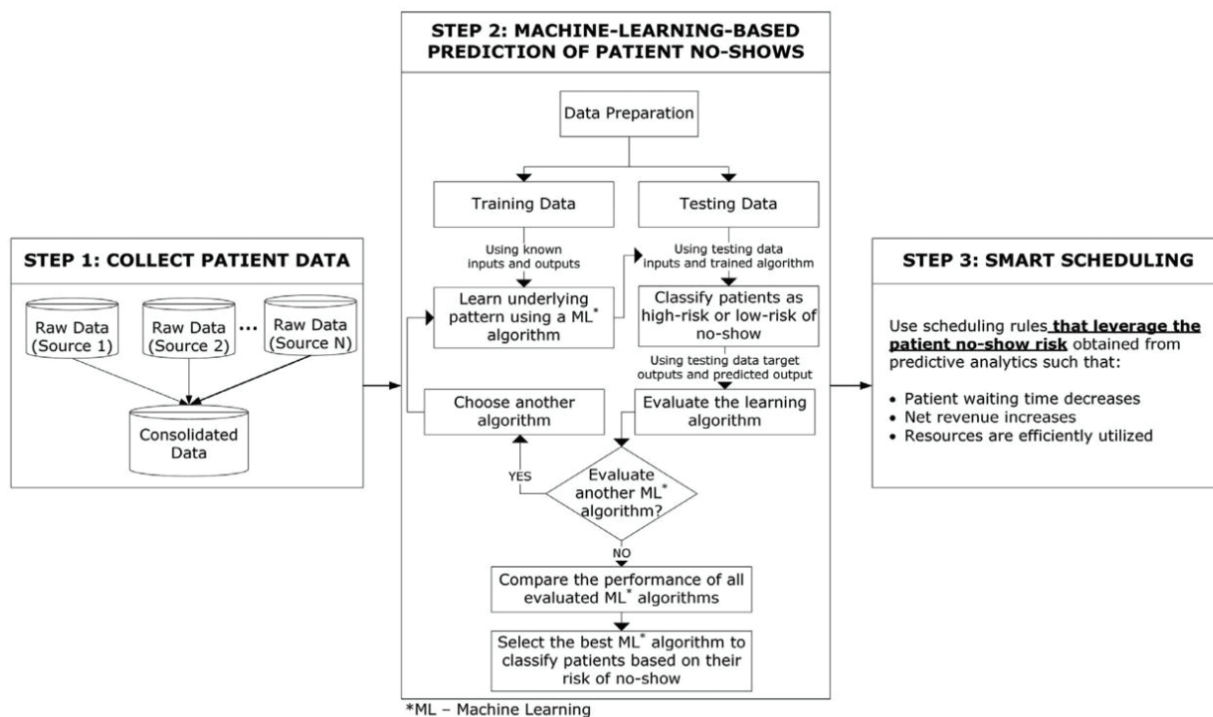 STEP 1: COLLECT PATIENT DATA
Raw Data
(Source 1)
Raw Data
(Source 2)
...
Raw Data
(Source N)
Consolidated
Data
STEP 2: MACHINE-LEARNING-BASED
PREDICTION OF PATIENT NO-SHOWS
Data Preparation
Training Data
Testing Data
Using known
inputs and outputs
Using testing data
inputs and trained algorithm
Learn underlying
pattern using a ML*
algorithm
Classify patients as
high-risk or low-risk of
no-show
Using testing data target
outputs and predicted output
Choose another
algorithm
Evaluate the learning
algorithm
YES
Evaluate
another ML*
algorithm?
NO
Compare the performance of all
evaluated ML* algorithms
Select the best ML* algorithm to
classify patients based on their
risk of no-show
*ML – Machine Learning
STEP 3: SMART SCHEDULING
Use scheduling rules that leverage the
patient no-show risk obtained from
predictive analytics such that:
• Patient waiting time decreases
• Net revenue increases
• Resources are efficiently utilized